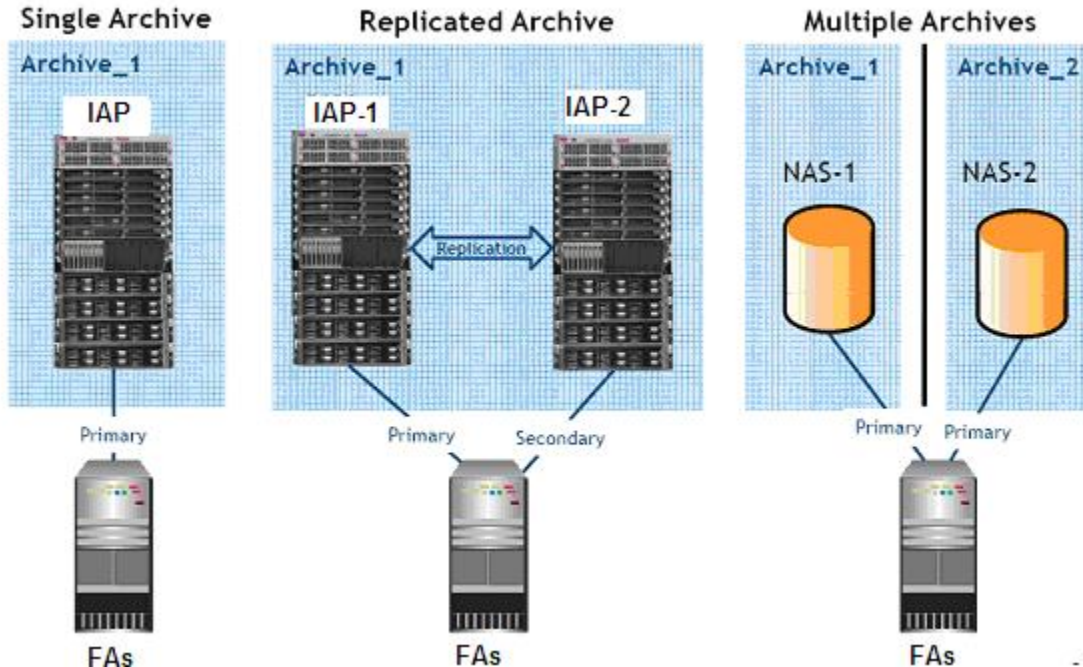 Single Archive
Archive_1
IAP
Primary
FAs
Replicated Archive
Archive_1
IAP-1
IAP-2
Replication
Primary
Secondary
FAs
Multiple Archives
Archive_1
Archive_2
NAS-1
NAS-2
Primary
Primary
FAs